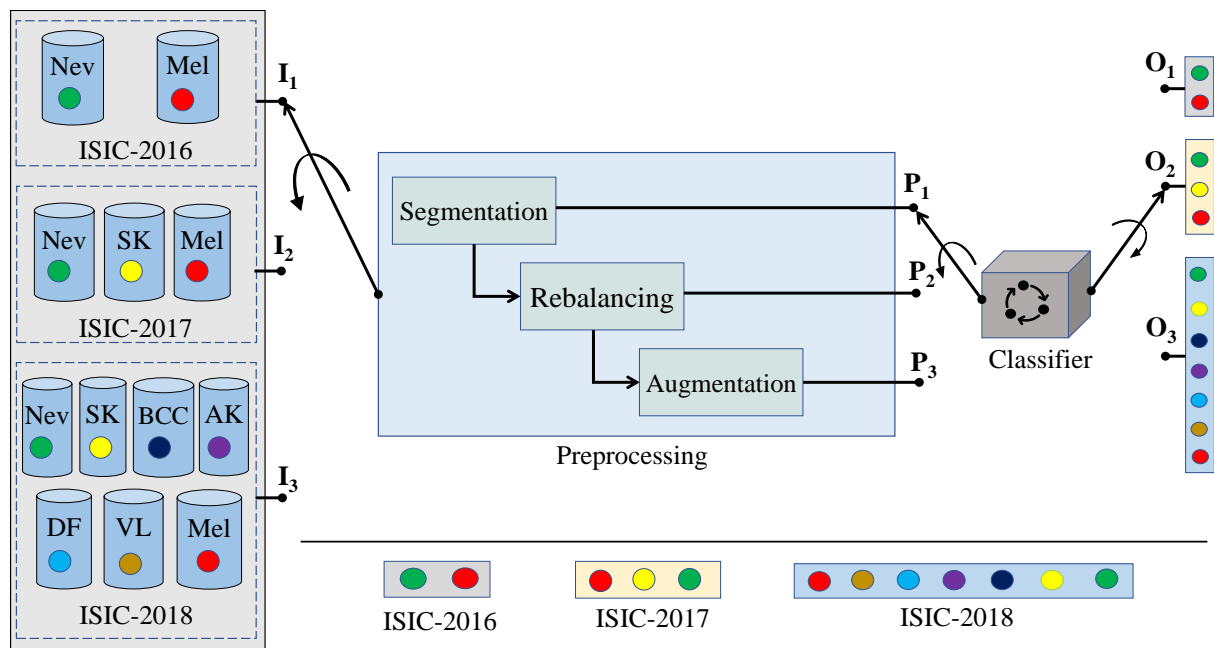 Nev Mel
ISIC-2016
I1
Nev SK Mel
ISIC-2017
I2
Nev SK BCC AK
DF VL Mel
ISIC-2018
I3
Segmentation
Rebalancing
Augmentation
Preprocessing
P1
P2
P3
Classifier
O1
O2
O3
ISIC-2016
ISIC-2017
ISIC-2018